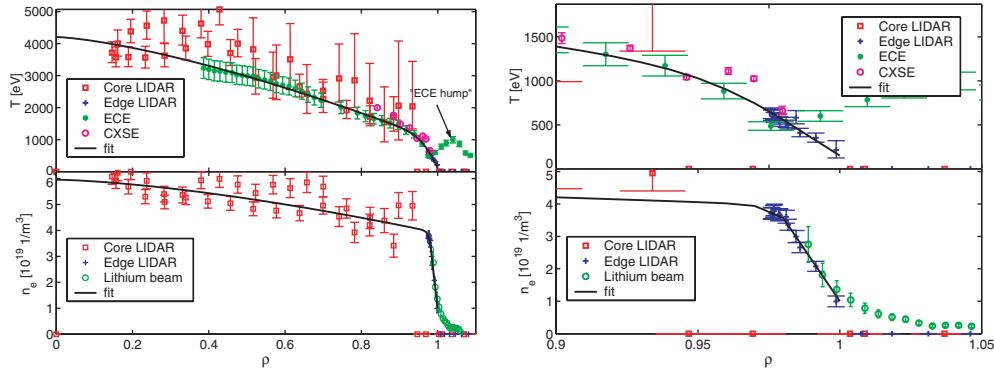 5000
4000
3000
2000
1000
0
T [eV]
Core LIDAR
Edge LIDAR
ECE
CXSE
fit
"ECE hump"
6
5
4
3
2
1
0
n_e [10^19 1/m^3]
Core LIDAR
Edge LIDAR
Lithium beam
fit
0 0.2 0.4 0.6 0.8 1
ρ
1500
1000
500
0
T [eV]
Core LIDAR
Edge LIDAR
ECE
CXSE
fit
5
4
3
2
1
0
n_e [10^19 1/m^3]
Core LIDAR
Edge LIDAR
Lithium beam
fit
0.9 0.95 1 1.05
ρ